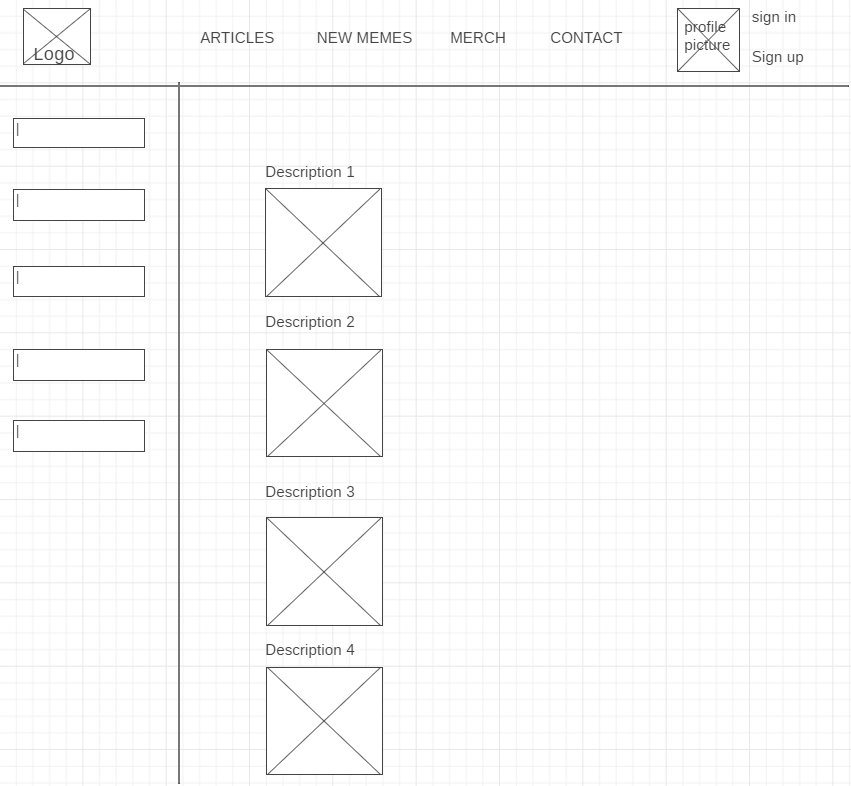 Logo
ARTICLES
NEW MEMES
MERCH
CONTACT
profile
picture
sign in
Sign up
Description 1
Description 2
Description 3
Description 4